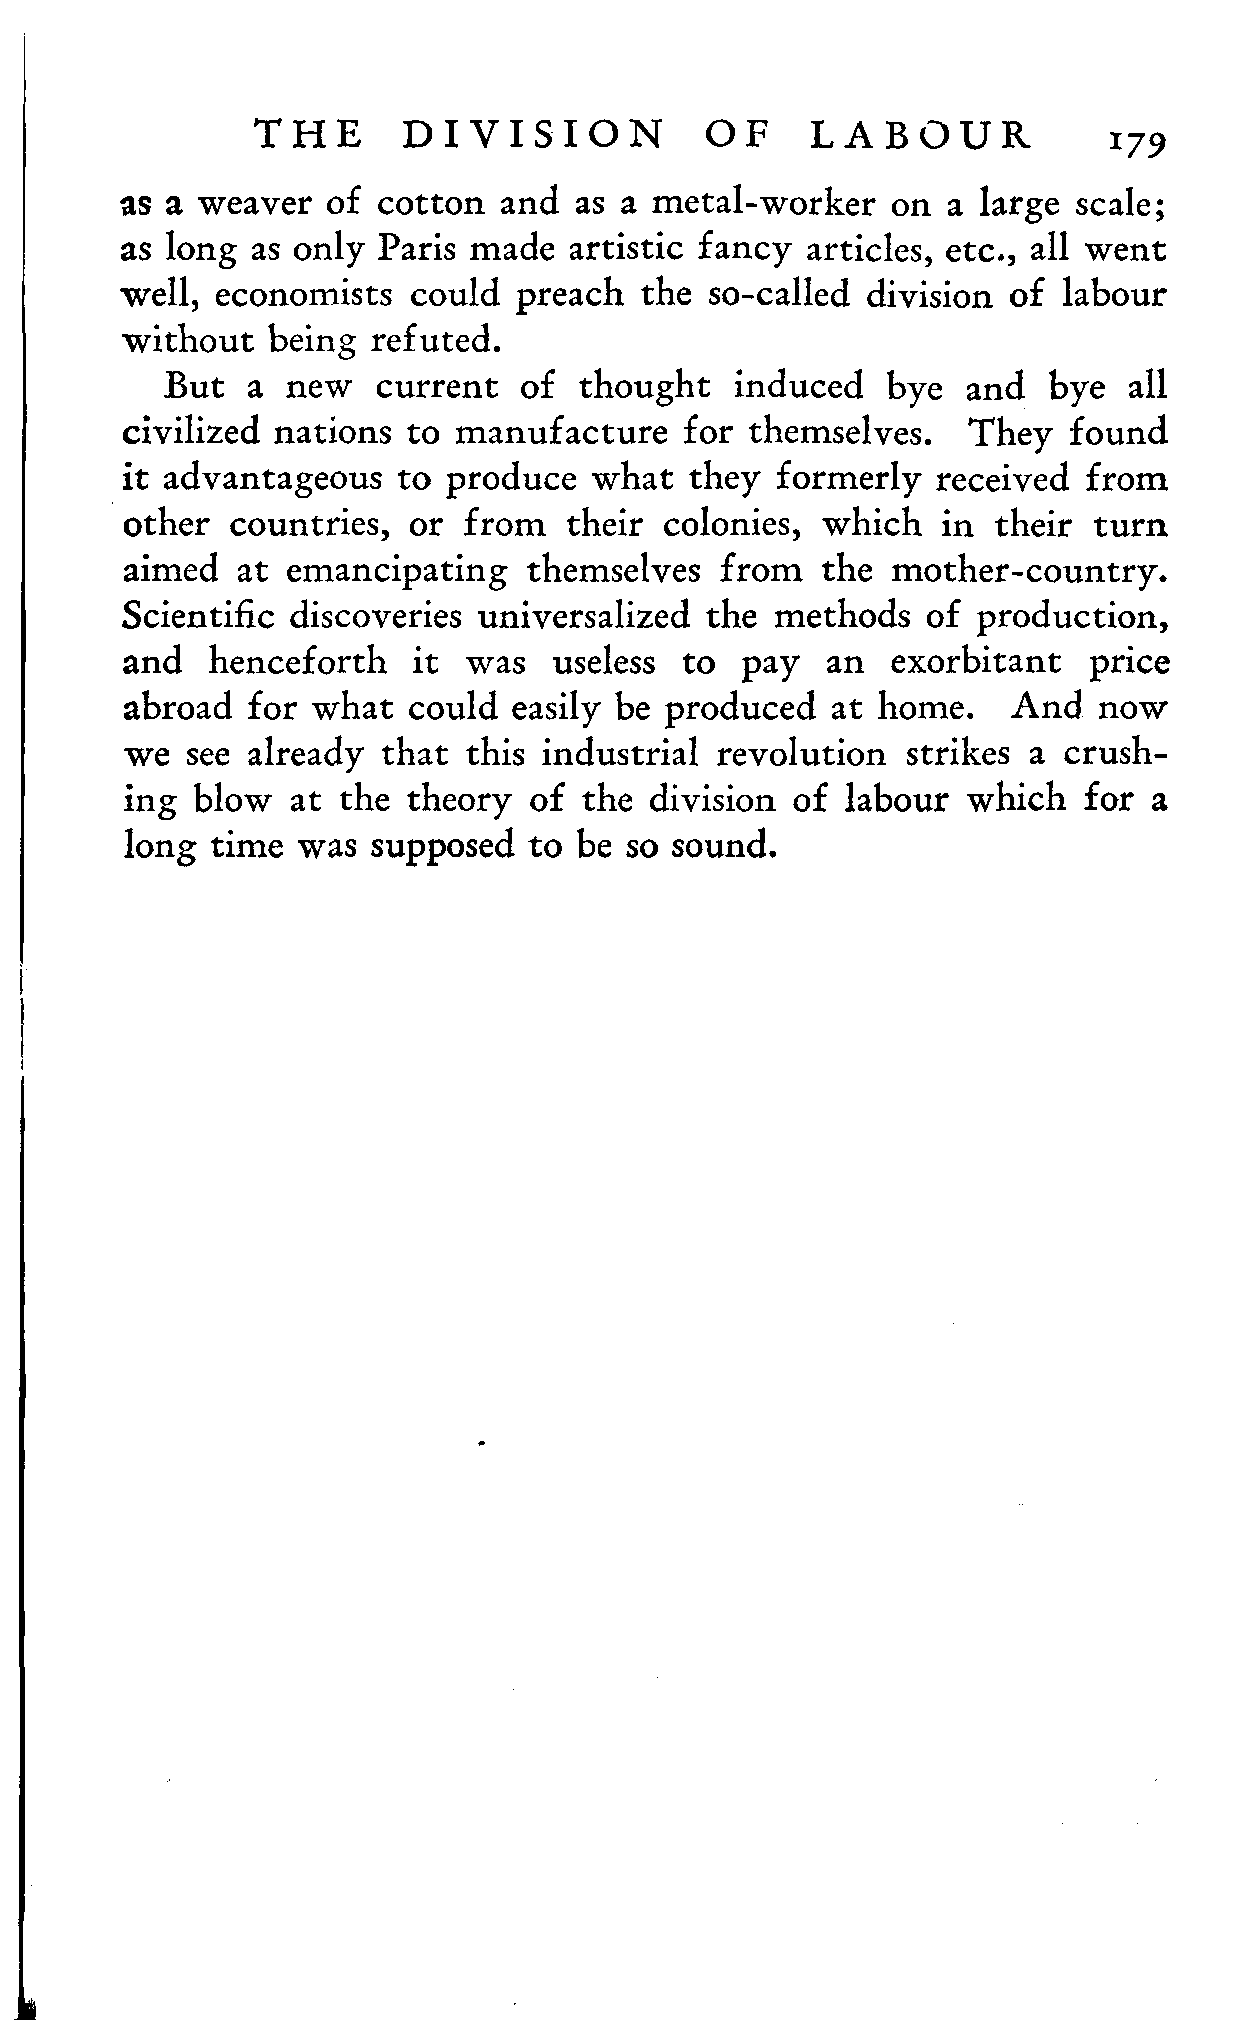 THE DIVISION OF LABOUR 179
as a weaver of cotton and as a metal-worker on a large scale;
as long as only Paris made artistic fancy articles, etc., all went
well, economists could preach the so-called division of labour
without being refuted.
But a new current of thought induced bye and bye all
civilized nations to manufacture for themselves. They found
it advantageous to produce what they formerly received from
other countries, or from their colonies, which in their turn
aimed at emancipating themselves from the mother-country.
Scientific discoveries universalized the methods of production,
and henceforth it was useless to pay an exorbitant price
abroad for what could easily be produced at home. And now
we see already that this industrial revolution strikes a crush-
ing blow at the theory of the division of labour which for a
long time was supposed to be so sound.